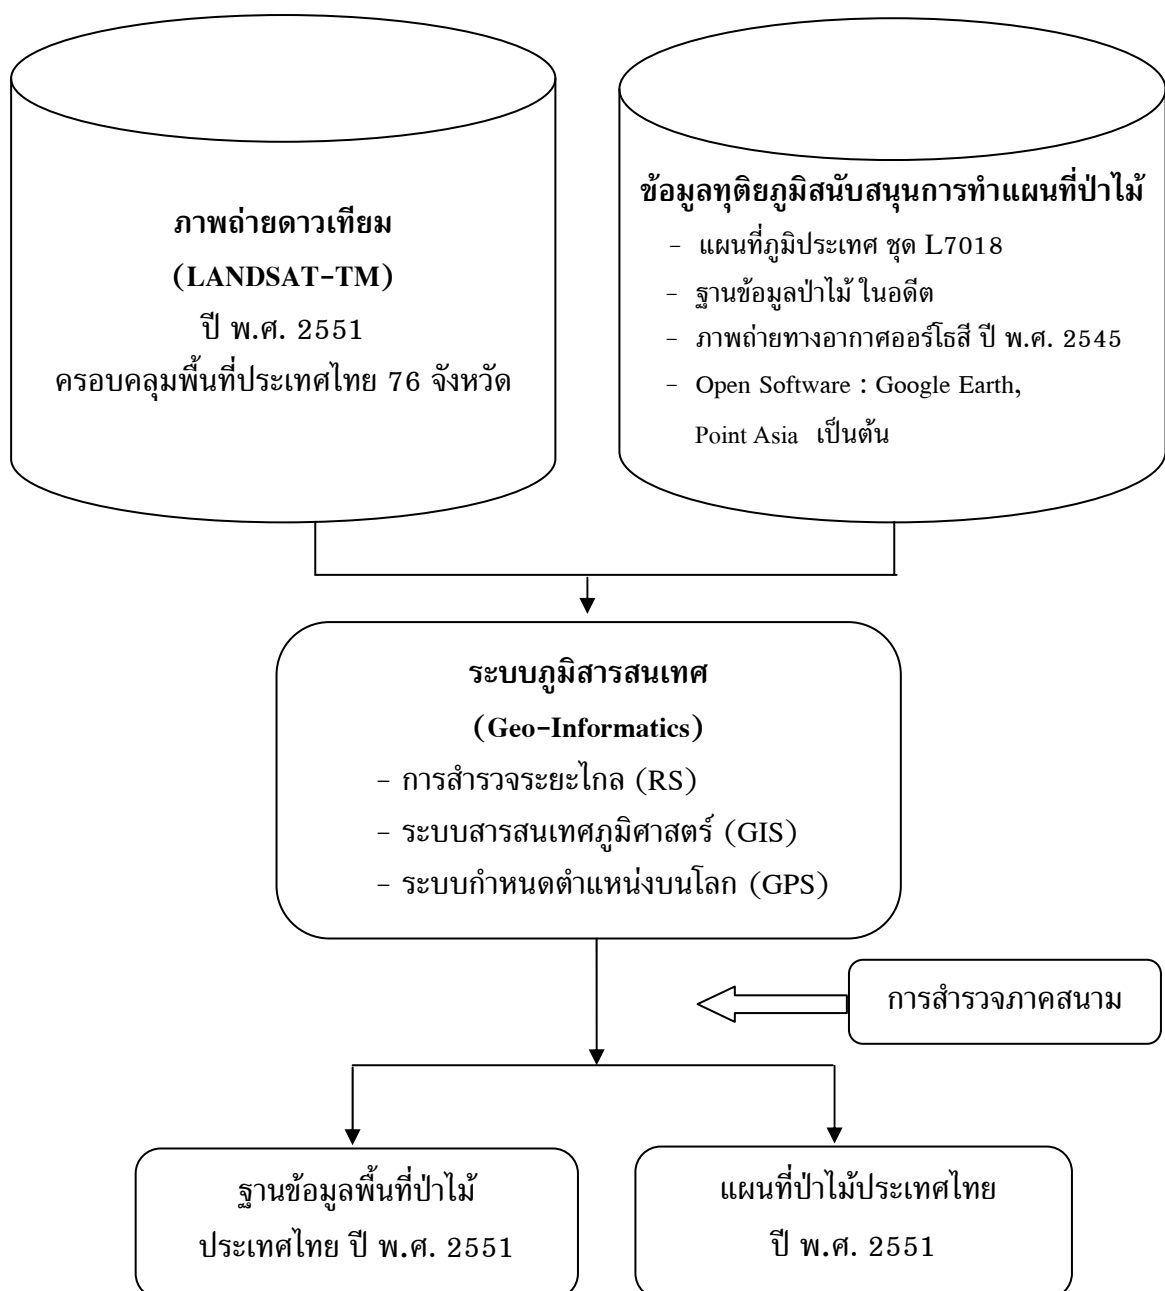 ภาพถ่ายดาวเทียม
(LANDSAT-TM)
ปี พ.ศ. 2551
ครอบคลุมพื้นที่ประเทศไทย 76 จังหวัด
ข้อมูลทุติยภูมิสนับสนุนการทำแผนที่ป่าไม้
- แผนที่ภูมิประเทศ ชุด L7018
- ฐานข้อมูลป่าไม้ ในอดีต
- ภาพถ่ายทางอากาศออร์โธสี ปี พ.ศ. 2545
- Open Software : Google Earth,
Point Asia เป็นต้น
ระบบภูมิสารสนเทศ
(Geo-Informatics)
- การสำรวจระยะไกล (RS)
- ระบบสารสนเทศภูมิศาสตร์ (GIS)
- ระบบกำหนดตำแหน่งบนโลก (GPS)
การสำรวจภาคสนาม
ฐานข้อมูลพื้นที่ป่าไม้
ประเทศไทย ปี พ.ศ. 2551
แผนที่ป่าไม้ประเทศไทย
ปี พ.ศ. 2551